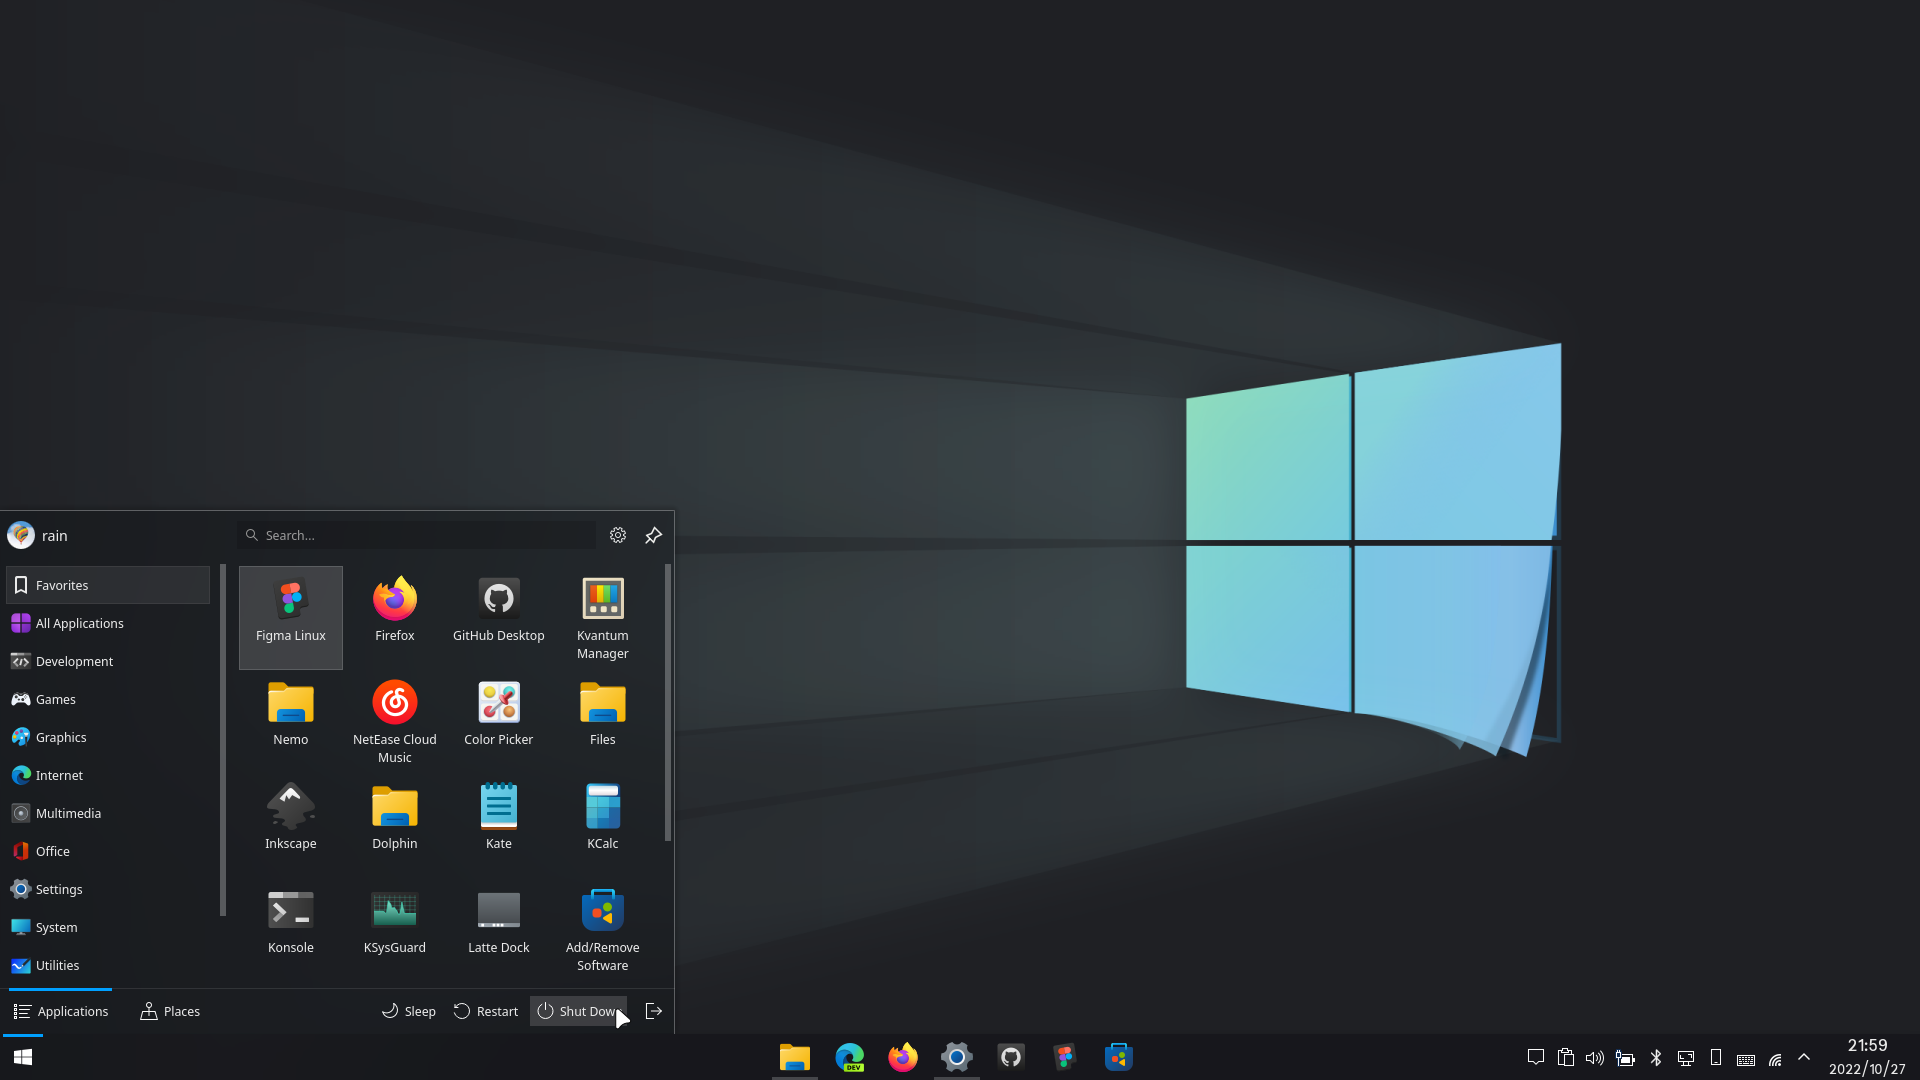 rain
Search...
Favorites
All Applications
Development
Games
Graphics
Internet
Multimedia
Office
Settings
System
Utilities
Figma Linux
Firefox
GitHub Desktop
Kvantum
Manager
Nemo
NetEase Cloud
Music
Color Picker
Files
Inkscape
Dolphin
Kate
KCalc
Konsole
KSysGuard
Latte Dock
Add/Remove
Software
Applications
Places
Sleep
Restart
Shut Down
DEV
21:59
2022/10/27